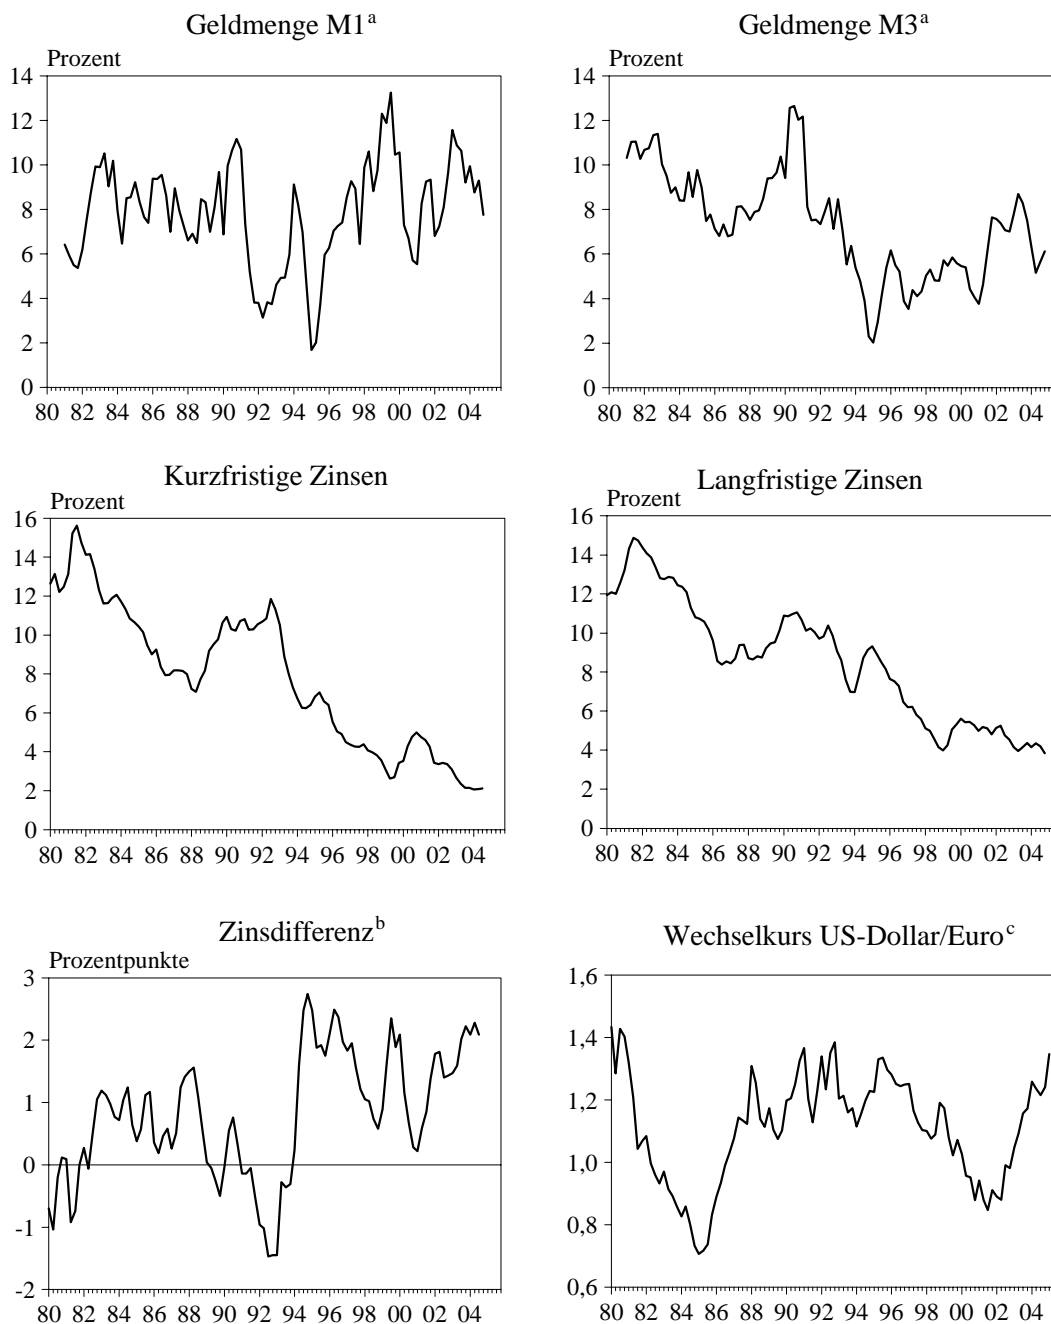 Geldmenge M1ª
Prozent
14
12
10
8
6
4
2
0
80 82 84 86 88 90 92 94 96 98 00 02 04
Geldmenge M3ª
Prozent
14
12
10
8
6
4
2
0
80 82 84 86 88 90 92 94 96 98 00 02 04
Kurzfristige Zinsen
Prozent
16
14
12
10
8
6
4
2
0
80 82 84 86 88 90 92 94 96 98 00 02 04
Langfristige Zinsen
Prozent
16
14
12
10
8
6
4
2
0
80 82 84 86 88 90 92 94 96 98 00 02 04
Zinsdifferenzᵇ
Prozentpunkte
3
2
1
0
-1
-2
80 82 84 86 88 90 92 94 96 98 00 02 04
Wechselkurs US-Dollar/Euroᶜ
1,6
1,4
1,2
1,0
0,8
0,6
80 82 84 86 88 90 92 94 96 98 00 02 04